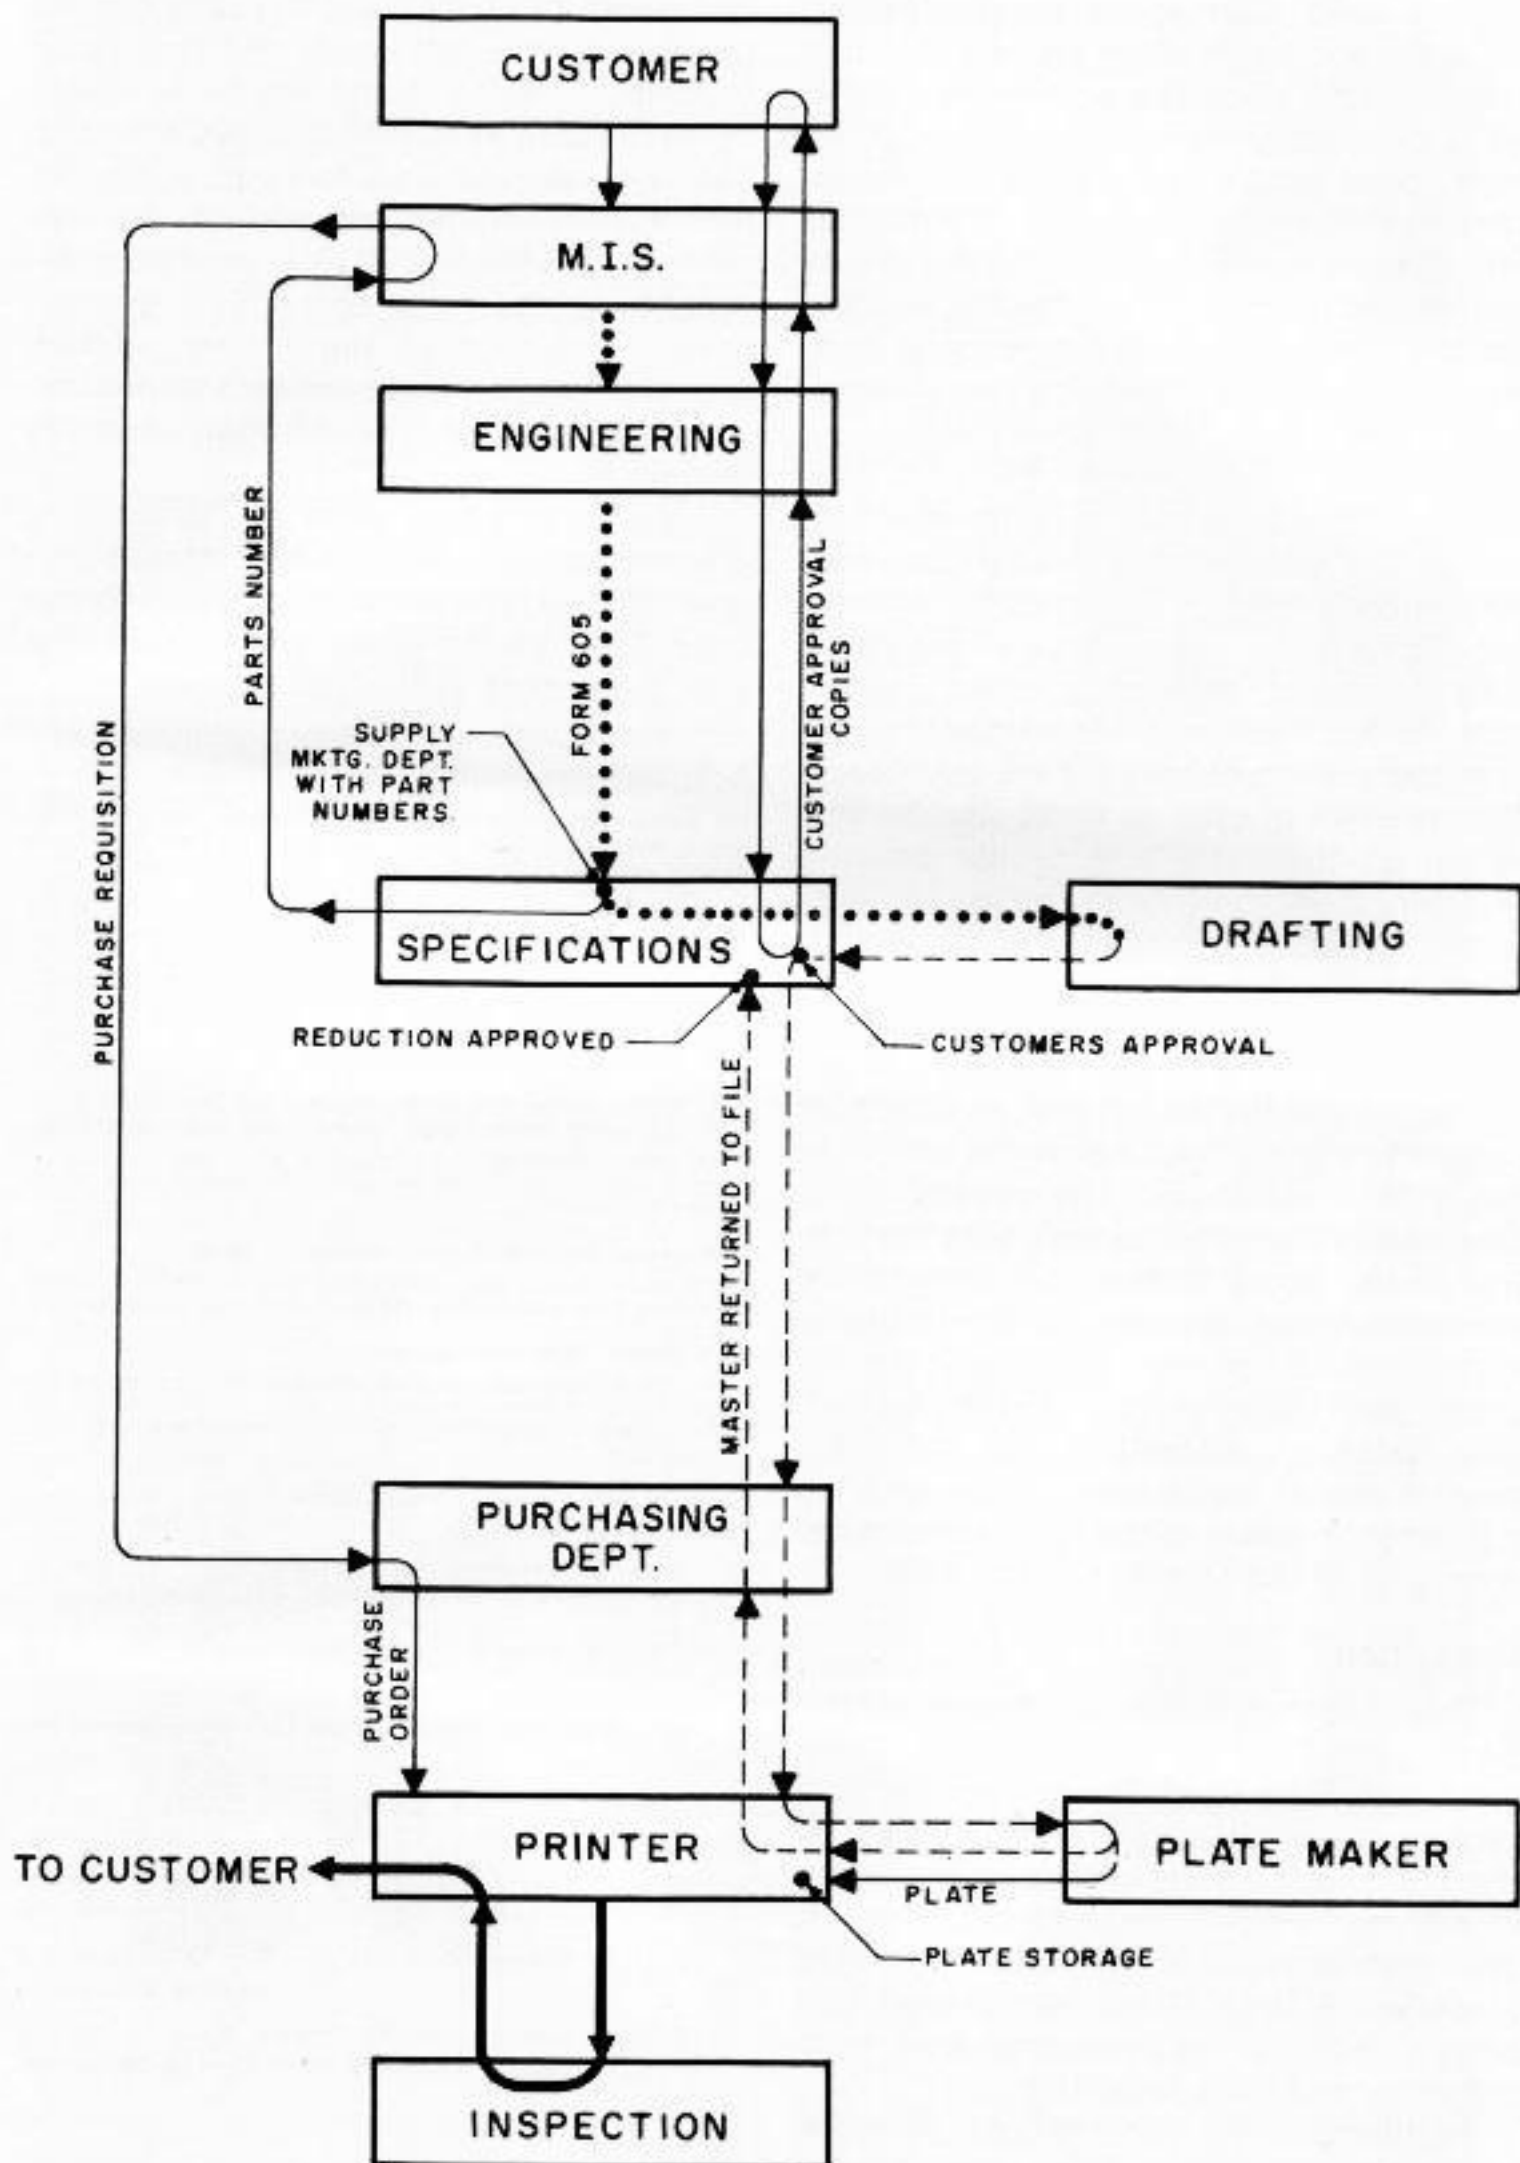 CUSTOMER
M.I.S.
ENGINEERING
PARTS NUMBER
FORM 605
CUSTOMER APPROVAL
COPIES
PURCHASE REQUISITION
SUPPLY
MKTG. DEPT.
WITH PART
NUMBERS.
SPECIFICATIONS
DRAFTING
REDUCTION APPROVED
CUSTOMERS APPROVAL
MASTER RETURNED TO FILE
PURCHASING
DEPT.
PURCHASE
ORDER
PRINTER
PLATE MAKER
TO CUSTOMER
PLATE
PLATE STORAGE
INSPECTION